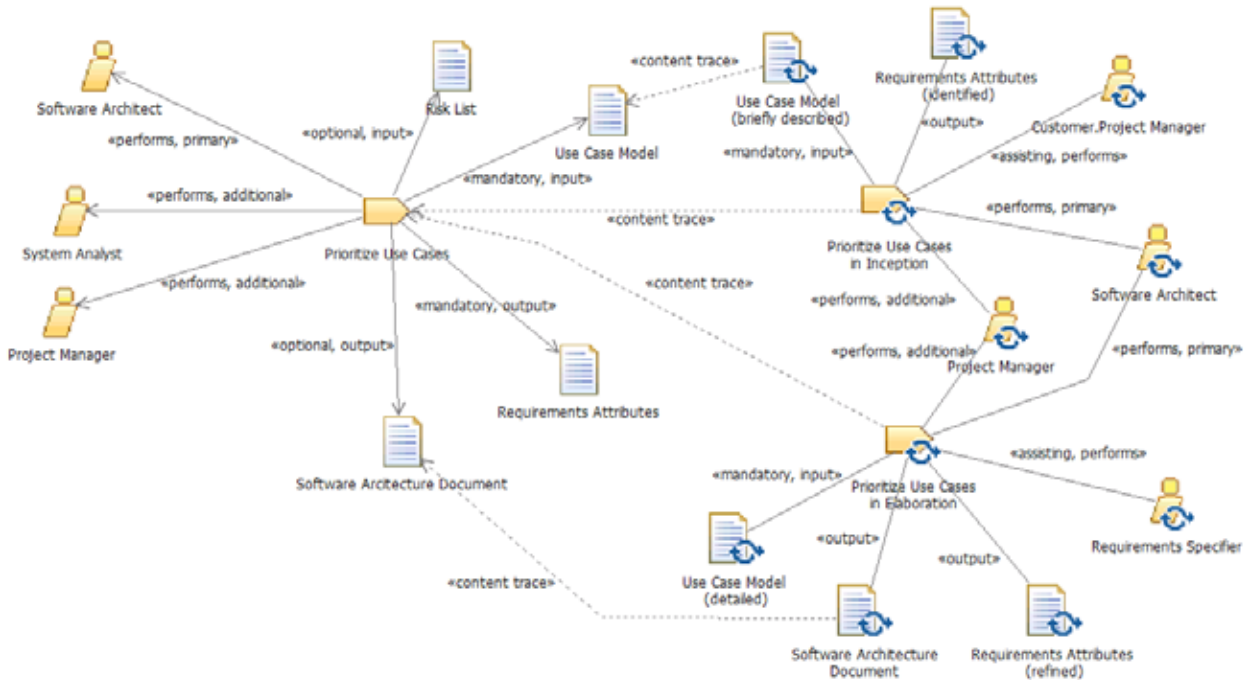 Software Architect
«performs, primary»
«optional, input»
Risk List
«content trace»
Use Case Model
Use Case Model
(briefly described)
Requirements Attributes
(identified)
«output»
Customer.Project Manager
«mandatory, input»
«mandatory, input»
«assisting, performs»
«performs, additional»
System Analyst
Prioritize Use Cases
«content trace»
Prioritize Use Cases
in Inception
«performs, primary»
Software Architect
«performs, additional»
Project Manager
«mandatory, output»
«optional, output»
Requirements Attributes
Software Arcitecture Document
«content trace»
«performs, additional»
«performs, additional»
Project Manager
«performs, primary»
«mandatory, input»
Prioritize Use Cases
in Elaboration
«assisting, performs»
Requirements Specifier
Use Case Model
(detailed)
«output»
«output»
«content trace»
Software Architecture
Document
Requirements Attributes
(refined)